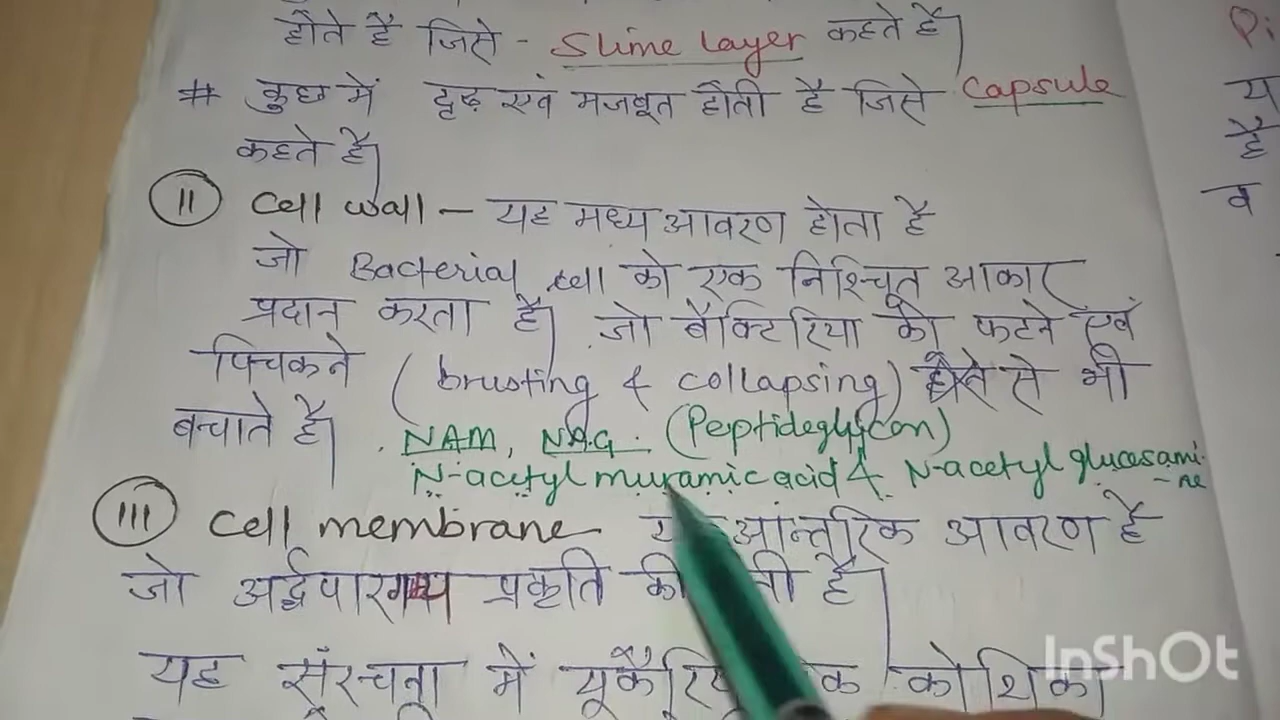 होते है जिसे - Slime layer कहते है।
# कुछ में दृढ़ एवं मजबूत होती है जिसे Capsule
कहते है।
II Cell wall - यह मध्य आवरण होता है
जो Bacterial cell को एक निश्चित आकार
प्रदान करता है। जो बैक्टिरिया को फटने एवं
पिचकने (brusting & collapsing) से भी
बचाते है।
NAM, NAG. (Peptideglycan)
N-acetyl muramic acid & N-acetyl glucosami-
ne
III Cell membrane आन्तरिक आवरण है
जो अर्द्धपारगम्य प्रकृति की है।
यह संरचना में कोशिका
य
है
व
InShOt